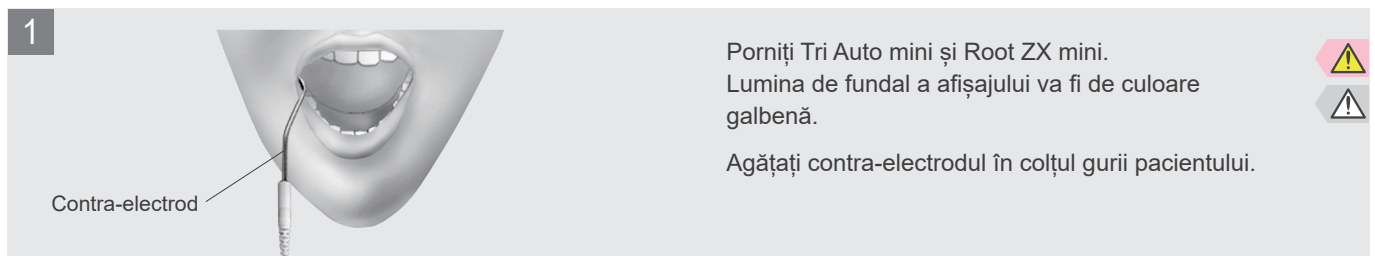 1
Porniți Tri Auto mini și Root ZX mini.
Lumina de fundal a afișajului va fi de culoare
galbenă.
Agățați contra-electrodul în colțul gurii pacientului.
Contra-electrod